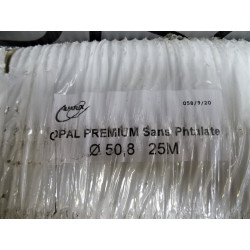 056/9/20
OPAL PREMIUM Sans Phtalate
Ø 50,8 25M